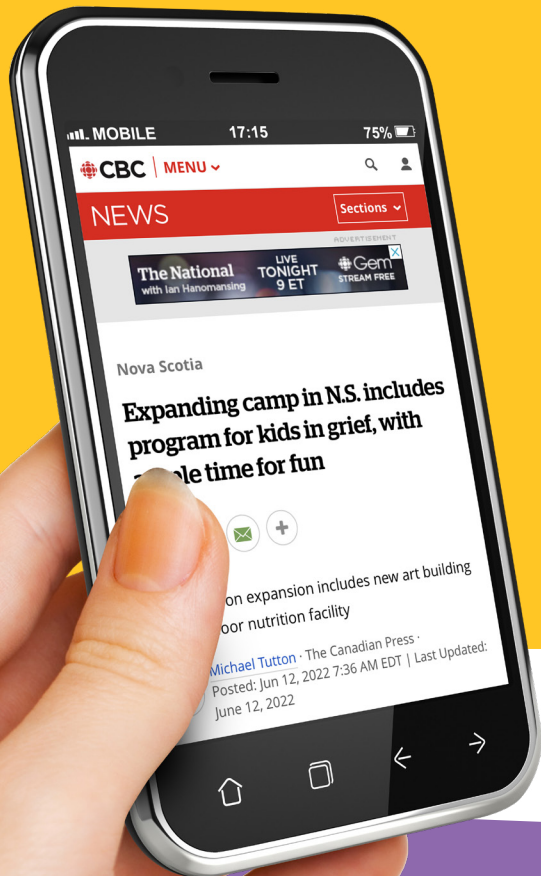 MOBILE 17:15 75%
CBC MENU
NEWS Sections
ADVERTISEMENT
The National LIVE Gem
with Ian Hanomansing TONIGHT STREAM FREE
9 ET
Nova Scotia
Expanding camp in N.S. includes
program for kids in grief, with
time for fun
expansion includes new art building
nutrition facility
Michael Tutton · The Canadian Press ·
Posted: Jun 12, 2022 7:36 AM EDT | Last Updated:
June 12, 2022